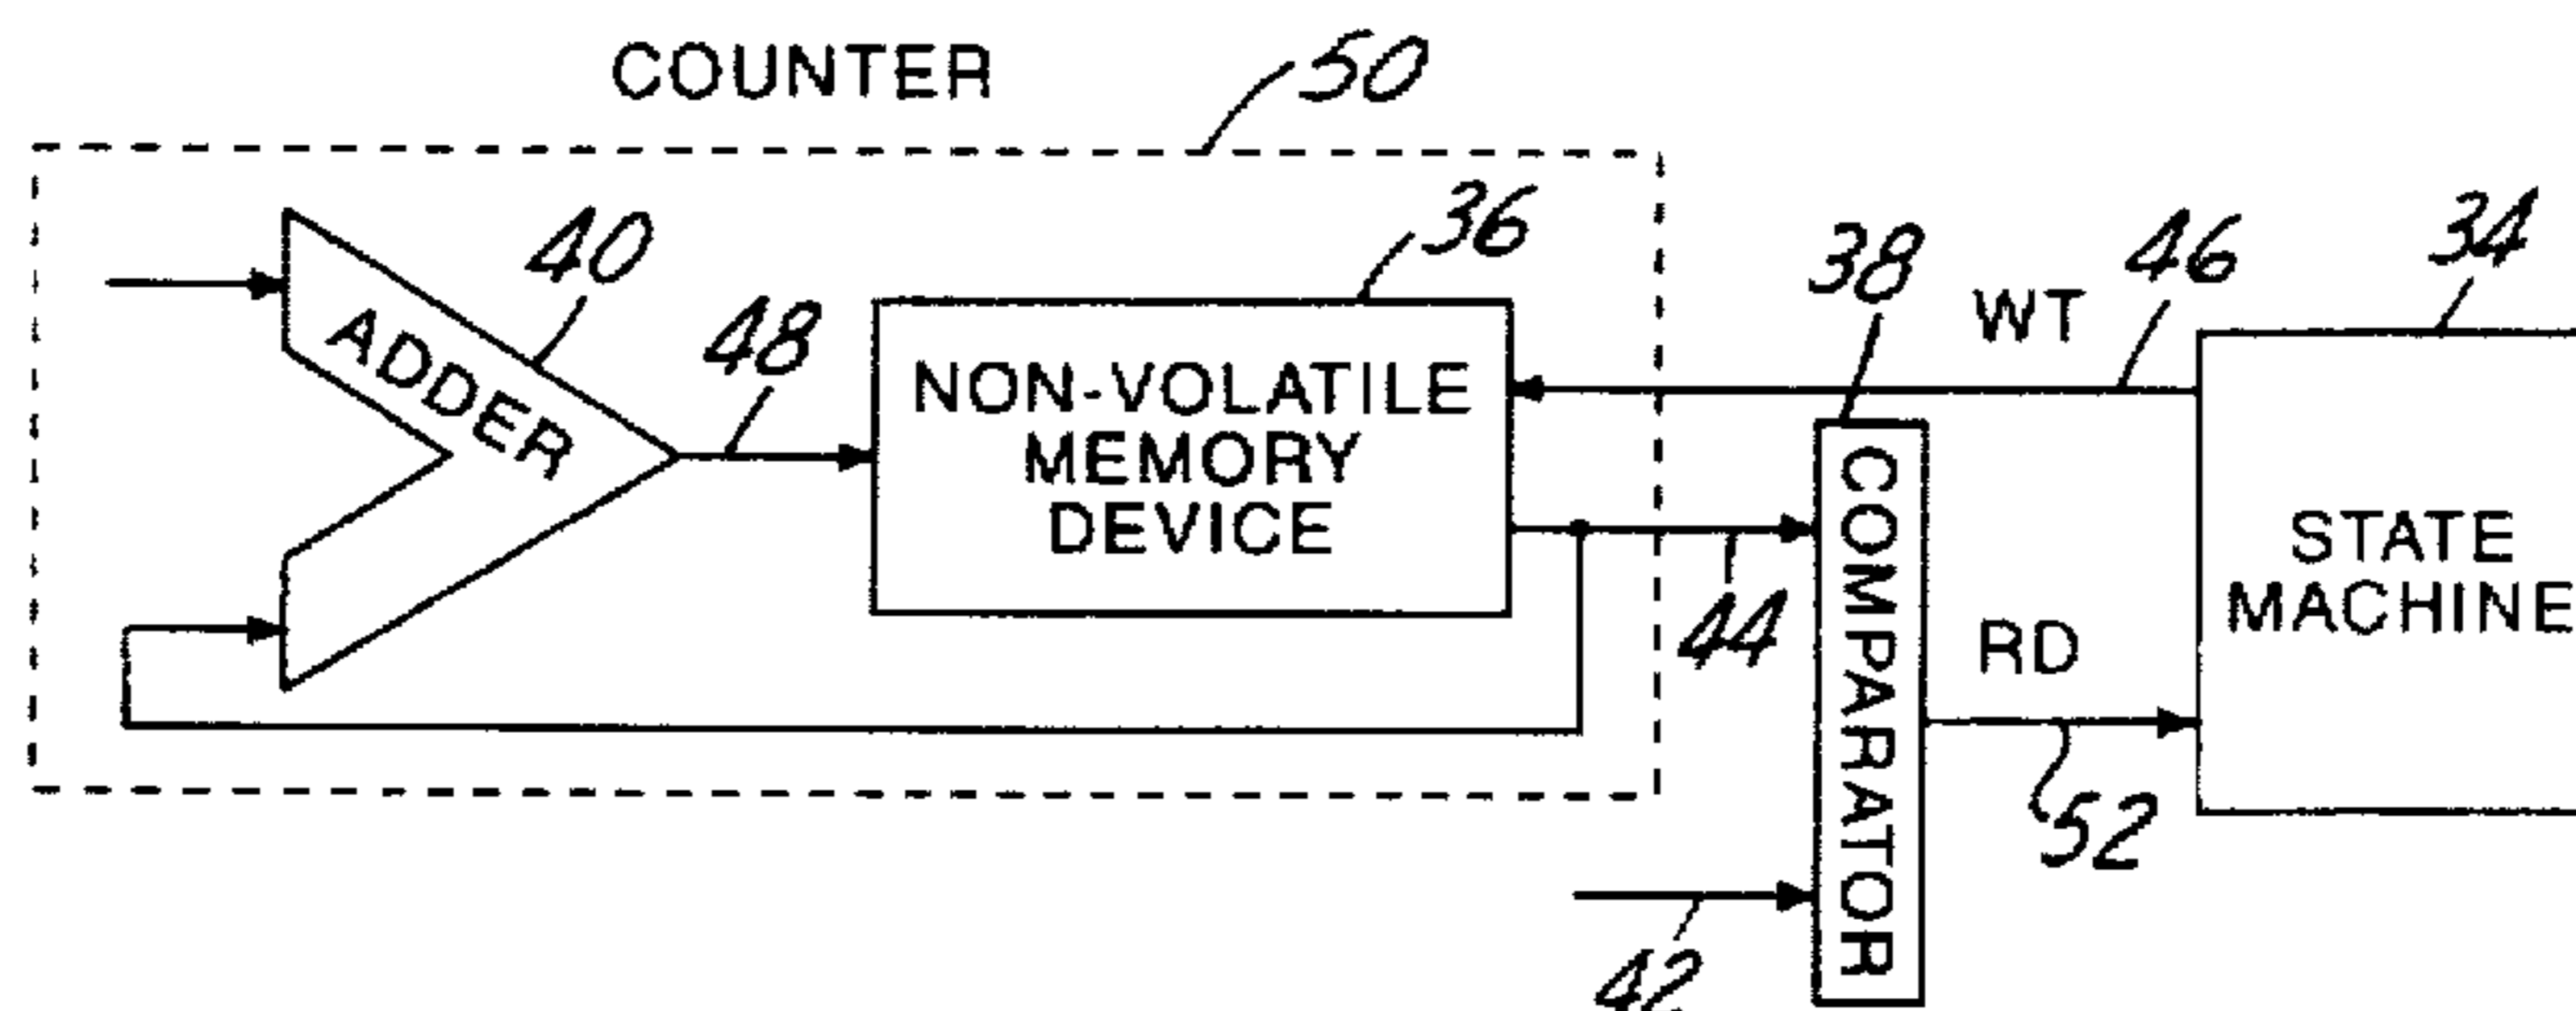 COUNTER
50
40
ADDER
48
36
NON-VOLATILE
MEMORY
DEVICE
38
WT
46
34
COMPARATOR
44
RD
52
STATE
MACHINE
42